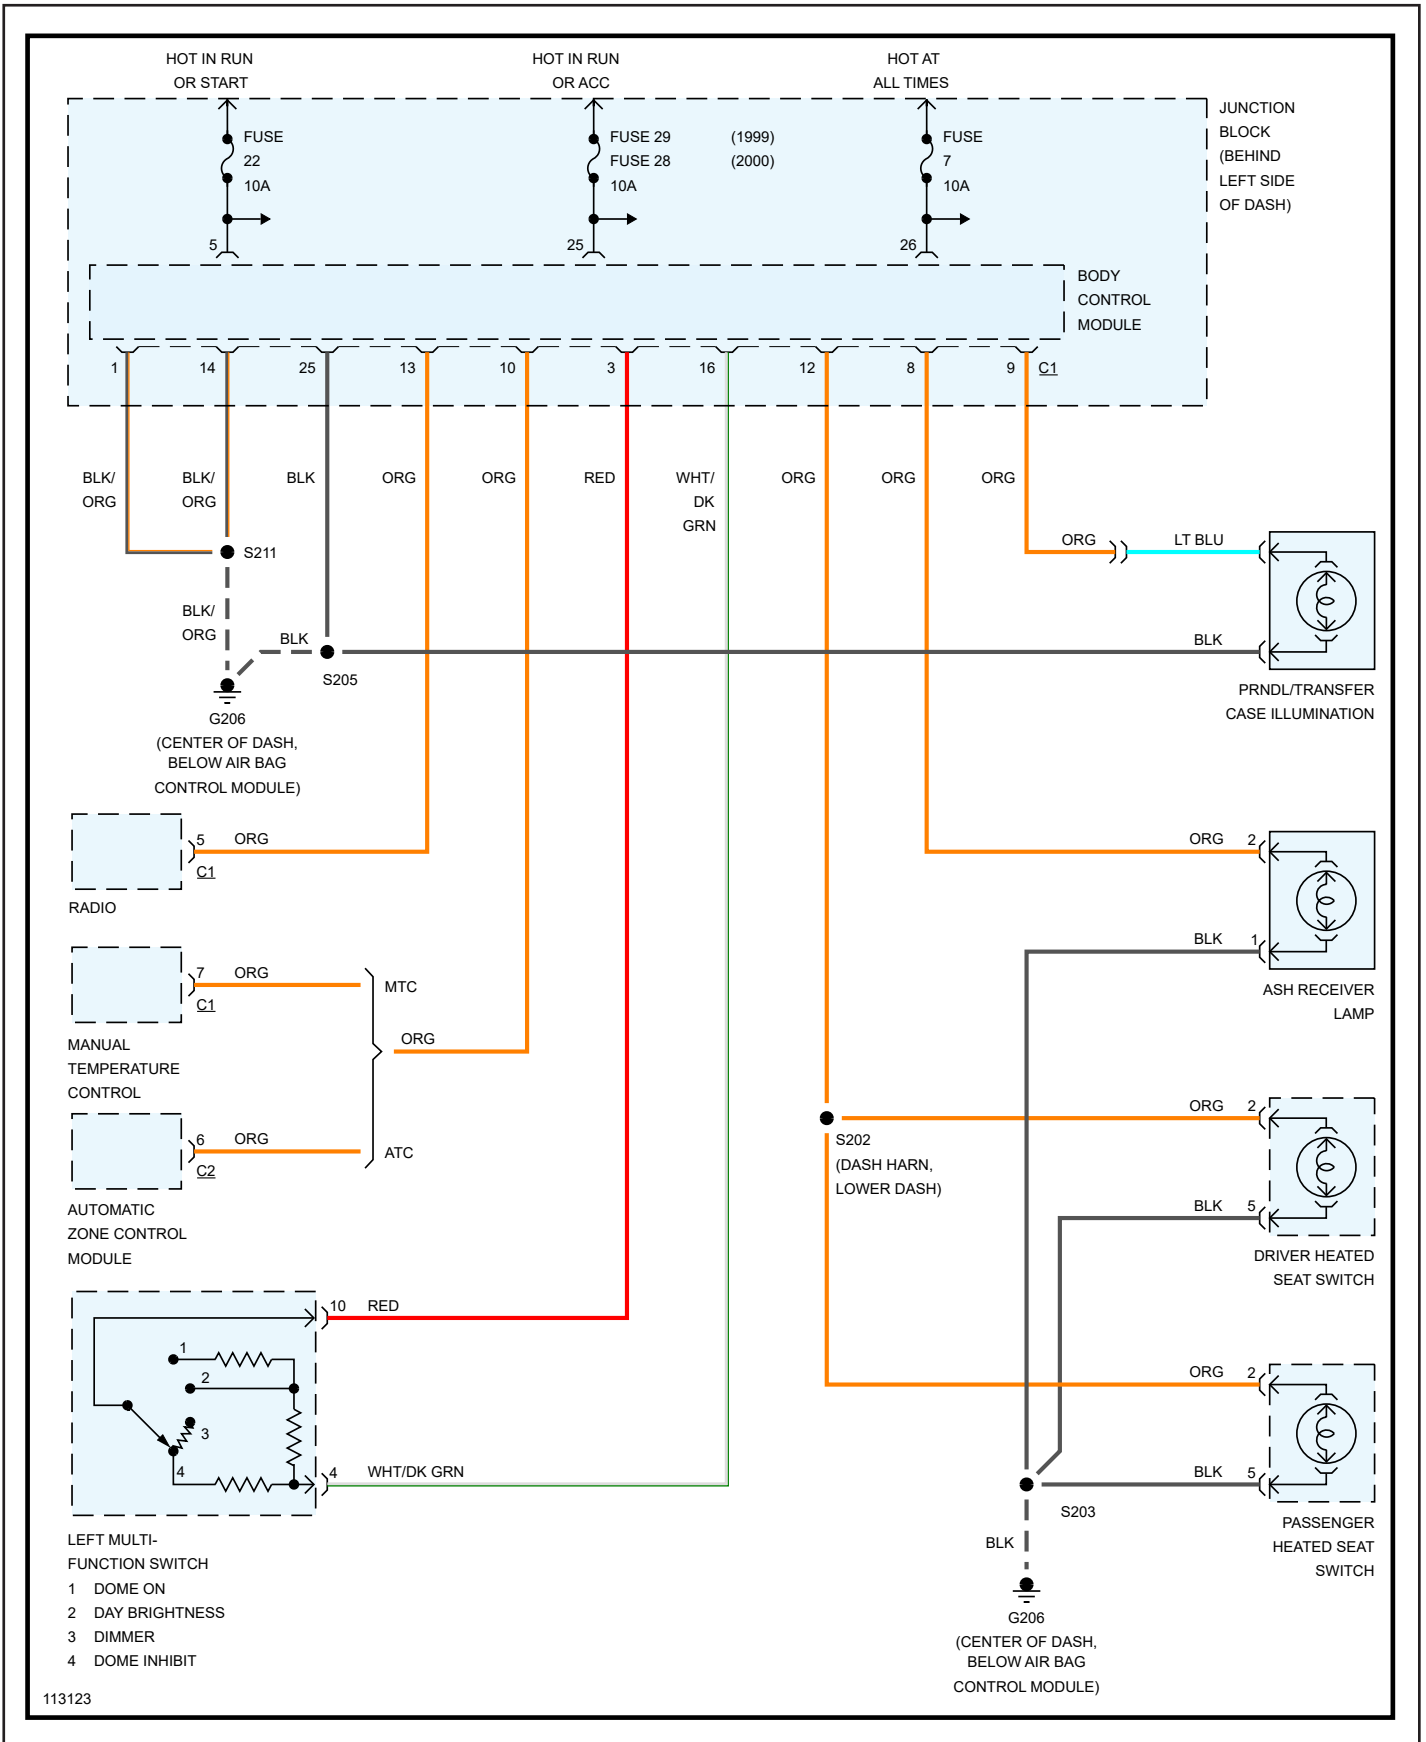 HOT IN RUN
OR START
HOT IN RUN
OR ACC
HOT AT
ALL TIMES
JUNCTION
BLOCK
(BEHIND
LEFT SIDE
OF DASH)
FUSE
22
10A
FUSE 29 (1999)
FUSE 28 (2000)
10A
FUSE
7
10A
5
25
26
BODY
CONTROL
MODULE
1 14 25 13 10 3 16 12 8 9 C1
BLK/
ORG
BLK/
ORG
BLK
ORG
ORG
RED
WHT/
DK
GRN
ORG
ORG
ORG
ORG
LT BLU
S211
BLK/
ORG
BLK
S205
BLK
PRNDL/TRANSFER
CASE ILLUMINATION
G206
(CENTER OF DASH,
BELOW AIR BAG
CONTROL MODULE)
5 ORG
C1
RADIO
ORG 2
BLK 1
ASH RECEIVER
LAMP
7 ORG
C1
MTC
MANUAL
TEMPERATURE
CONTROL
ORG
6 ORG
C2
ATC
AUTOMATIC
ZONE CONTROL
MODULE
S202
(DASH HARN,
LOWER DASH)
ORG 2
BLK 5
DRIVER HEATED
SEAT SWITCH
10 RED
1
2
3
4
4 WHT/DK GRN
LEFT MULTI-
FUNCTION SWITCH
1 DOME ON
2 DAY BRIGHTNESS
3 DIMMER
4 DOME INHIBIT
ORG 2
BLK 5
PASSENGER
HEATED SEAT
SWITCH
S203
BLK
G206
(CENTER OF DASH,
BELOW AIR BAG
CONTROL MODULE)
113123